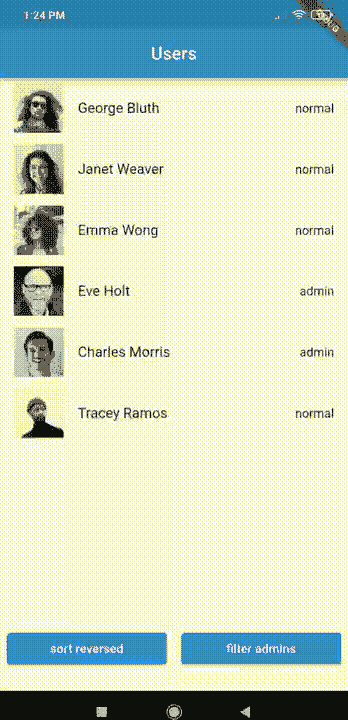 1:24 PM
Users
George Bluth normal
Janet Weaver normal
Emma Wong normal
Eve Holt admin
Charles Morris admin
Tracey Ramos normal
sort reversed filter admins